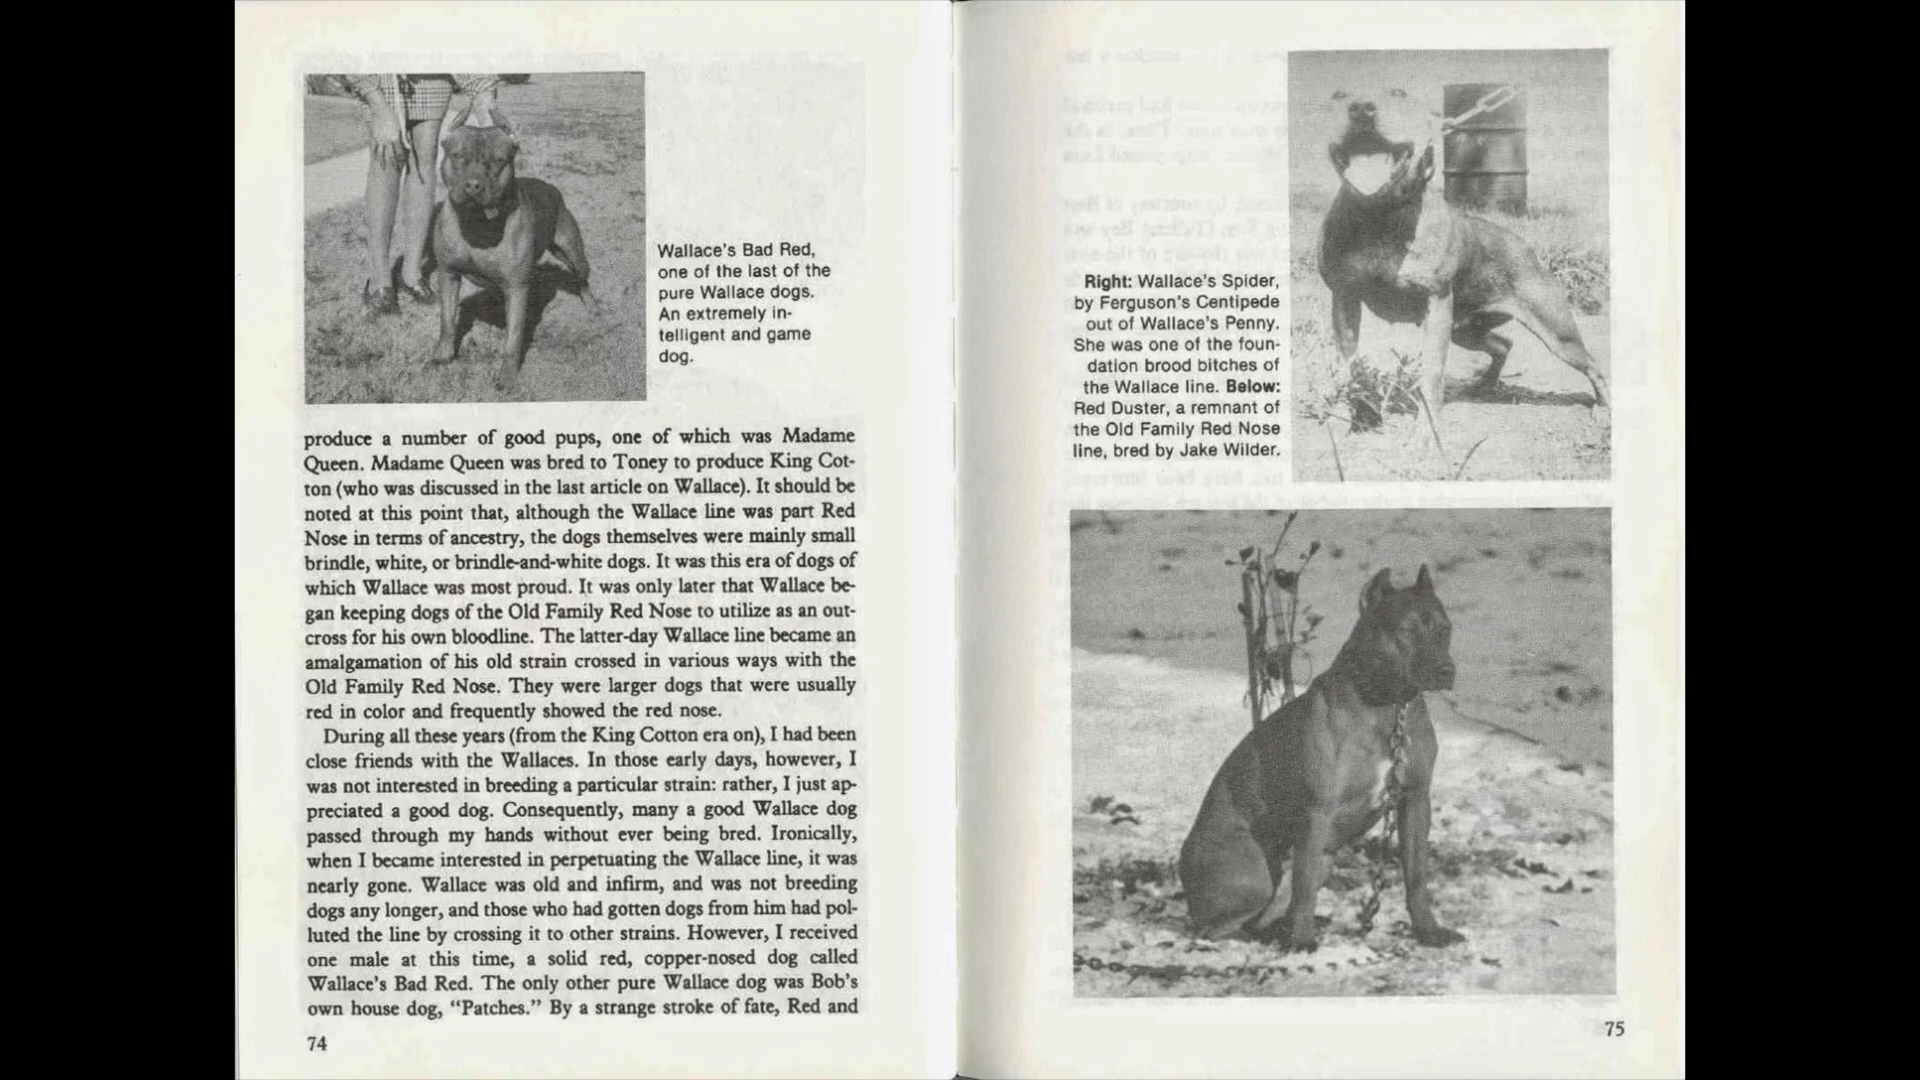 Wallace's Bad Red,
one of the last of the
pure Wallace dogs.
An extremely in-
telligent and game
dog.
produce a number of good pups, one of which was Madame
Queen. Madame Queen was bred to Toney to produce King Cot-
ton (who was discussed in the last article on Wallace). It should be
noted at this point that, although the Wallace line was part Red
Nose in terms of ancestry, the dogs themselves were mainly small
brindle, white, or brindle-and-white dogs. It was this era of dogs of
which Wallace was most proud. It was only later that Wallace be-
gan keeping dogs of the Old Family Red Nose to utilize as an out-
cross for his own bloodline. The latter-day Wallace line became an
amalgamation of his old strain crossed in various ways with the
Old Family Red Nose. They were larger dogs that were usually
red in color and frequently showed the red nose.
During all these years (from the King Cotton era on), I had been
close friends with the Wallaces. In those early days, however, I
was not interested in breeding a particular strain: rather, I just ap-
preciated a good dog. Consequently, many a good Wallace dog
passed through my hands without ever being bred. Ironically,
when I became interested in perpetuating the Wallace line, it was
nearly gone. Wallace was old and infirm, and was not breeding
dogs any longer, and those who had gotten dogs from him had pol-
luted the line by crossing it to other strains. However, I received
one male at this time, a solid red, copper-nosed dog called
Wallace's Bad Red. The only other pure Wallace dog was Bob's
own house dog, “Patches.” By a strange stroke of fate, Red and
74
Right: Wallace's Spider,
by Ferguson's Centipede
out of Wallace's Penny.
She was one of the foun-
dation brood bitches of
the Wallace line. Below:
Red Duster, a remnant of
the Old Family Red Nose
line, bred by Jake Wilder.
75